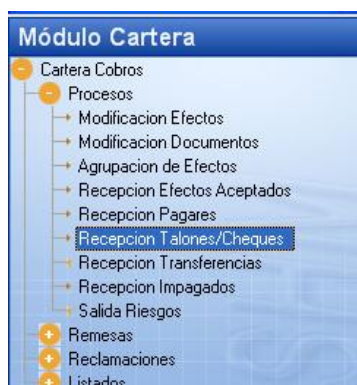 Módulo Cartera
Cartera Cobros
Procesos
Modificacion Efectos
Modificacion Documentos
Agrupacion de Efectos
Recepcion Efectos Aceptados
Recepcion Pagares
Recepcion Talones/Cheques
Recepcion Transferencias
Recepcion Impagados
Salida Riesgos
Remesas
Reclamaciones
Listados